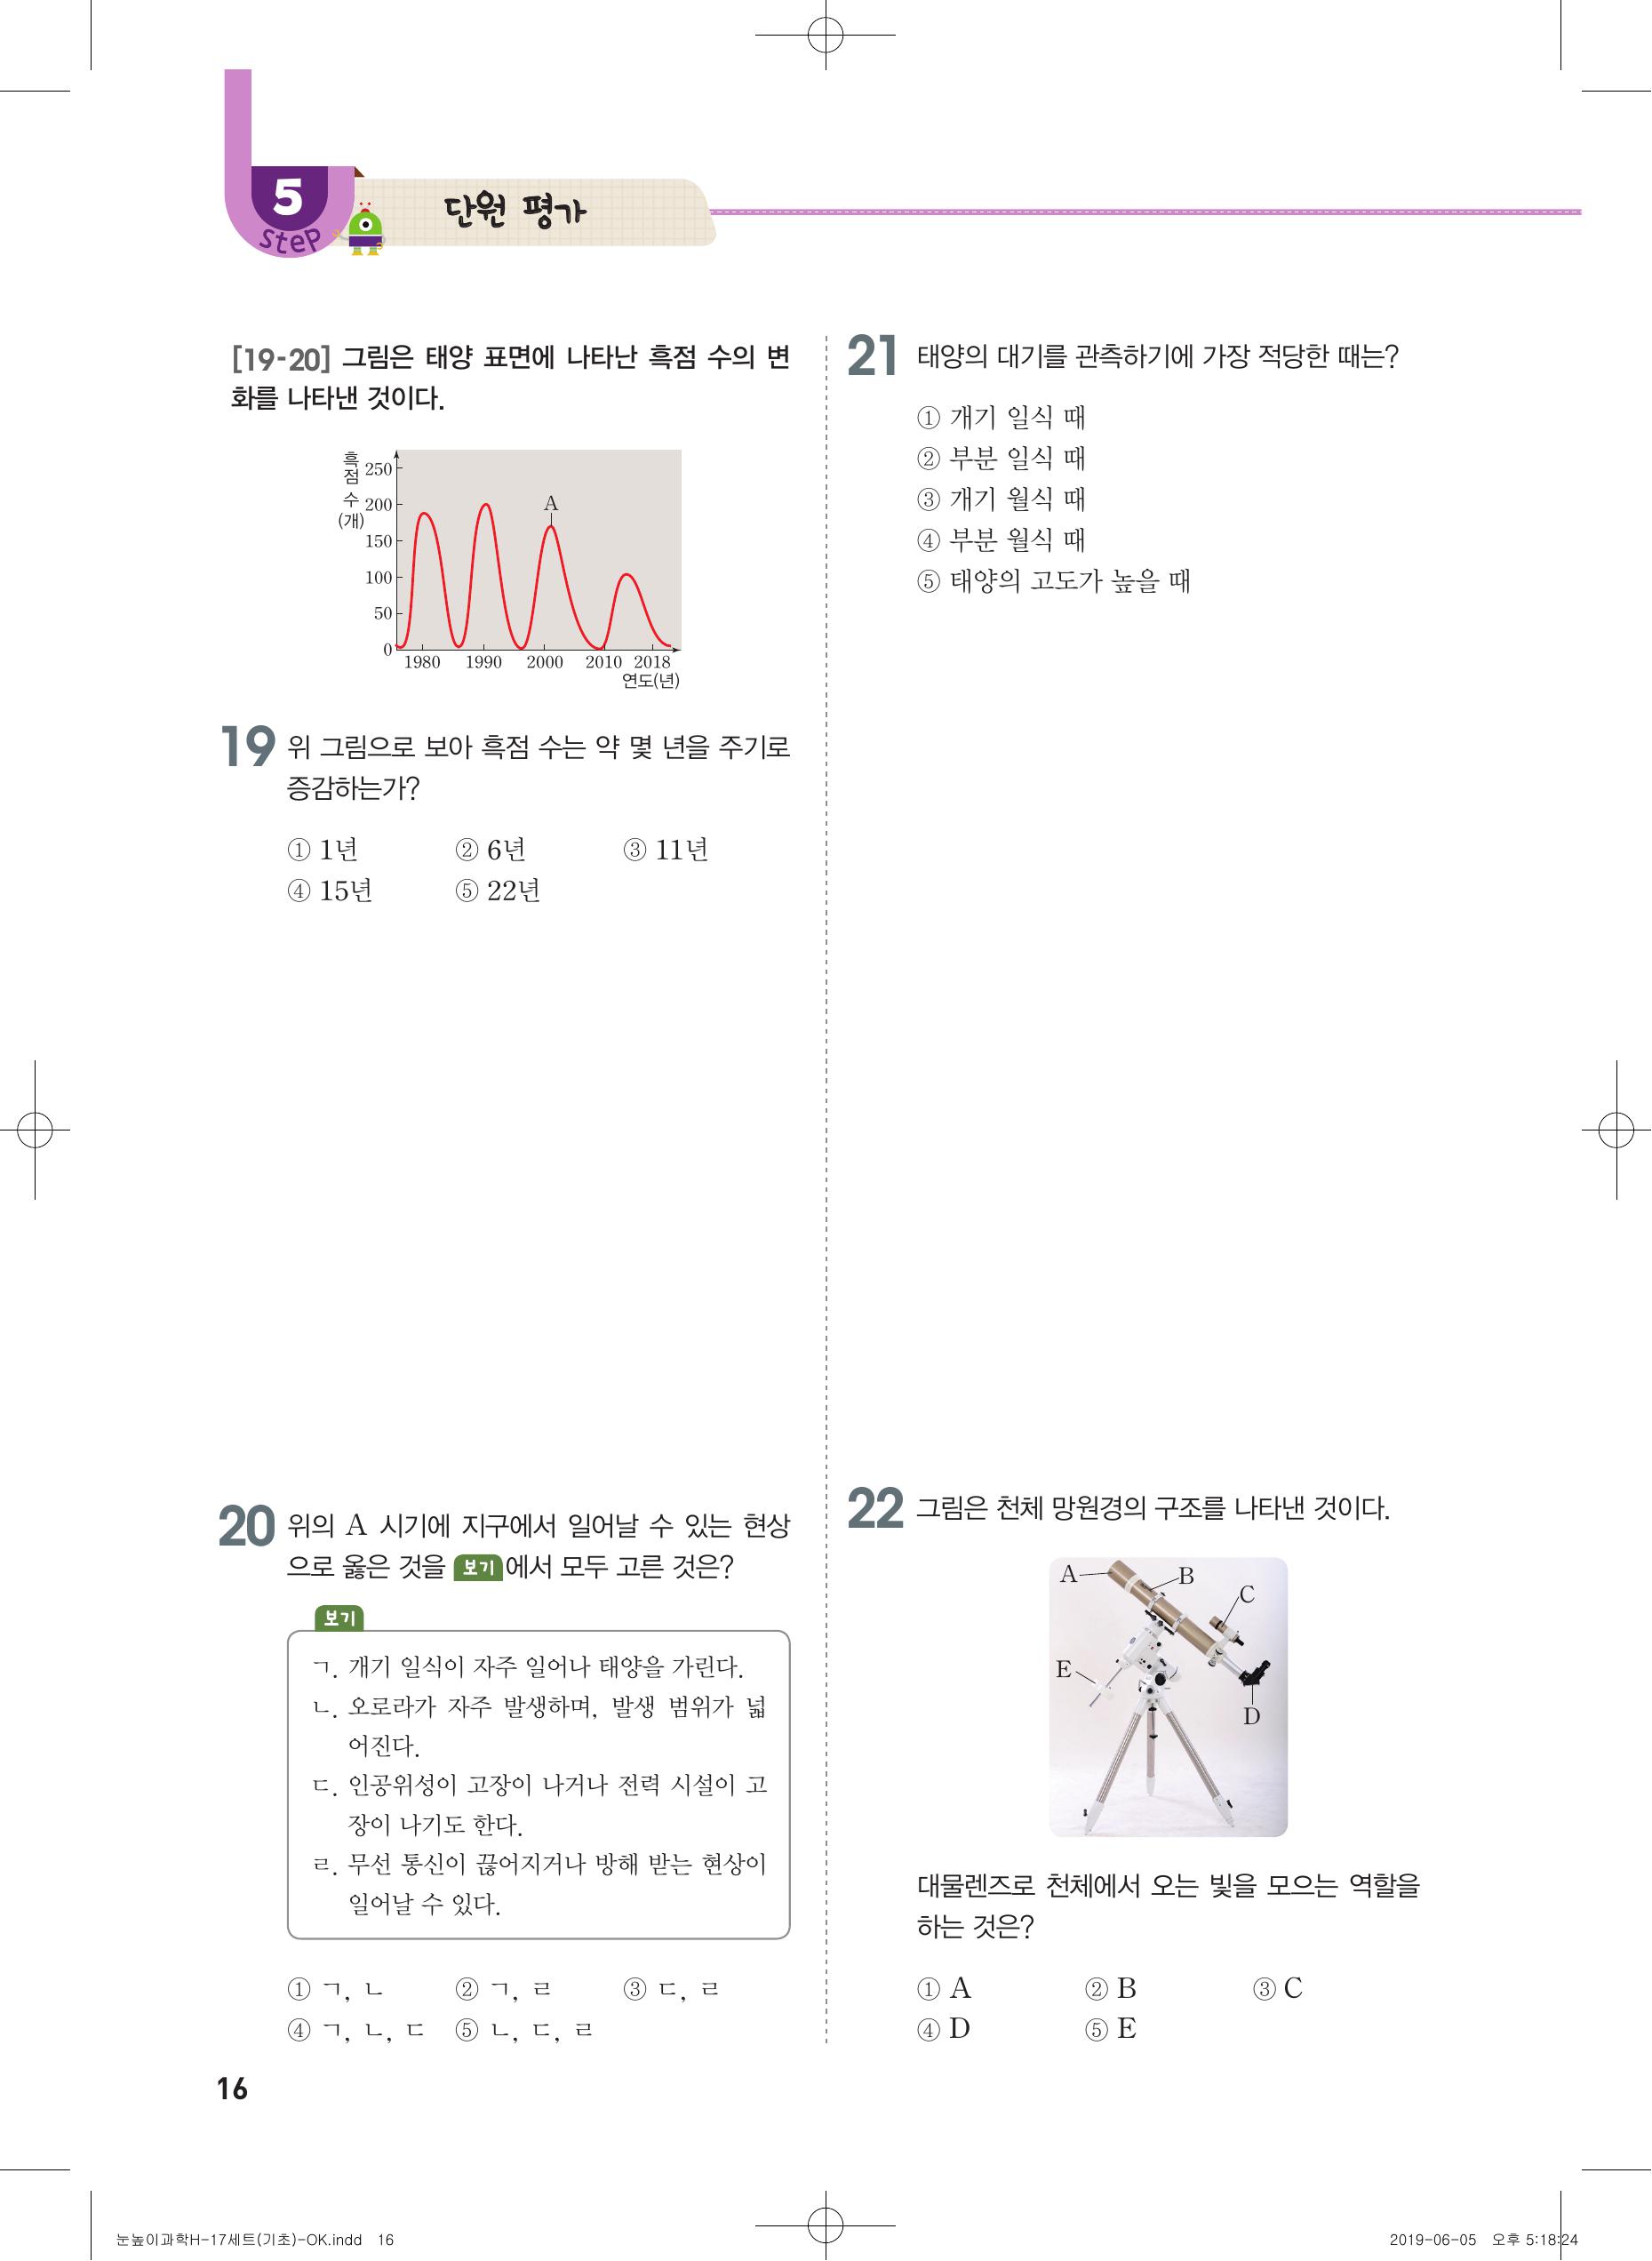 5
step
단원 평가
[19-20] 그림은 태양 표면에 나타난 흑점 수의 변
화를 나타낸 것이다.
흑점 수 (개)
250
200
150
100
50
0
A
1980 1990 2000 2010 2018
연도(년)
19 위 그림으로 보아 흑점 수는 약 몇 년을 주기로
증감하는가?
① 1년 ② 6년 ③ 11년
④ 15년 ⑤ 22년
20 위의 A 시기에 지구에서 일어날 수 있는 현상
으로 옳은 것을 보기 에서 모두 고른 것은?
보기
ㄱ. 개기 일식이 자주 일어나 태양을 가린다.
ㄴ. 오로라가 자주 발생하며, 발생 범위가 넓
어진다.
ㄷ. 인공위성이 고장이 나거나 전력 시설이 고
장이 나기도 한다.
ㄹ. 무선 통신이 끊어지거나 방해 받는 현상이
일어날 수 있다.
① ㄱ, ㄴ ② ㄱ, ㄹ ③ ㄷ, ㄹ
④ ㄱ, ㄴ, ㄷ ⑤ ㄴ, ㄷ, ㄹ
21 태양의 대기를 관측하기에 가장 적당한 때는?
① 개기 일식 때
② 부분 일식 때
③ 개기 월식 때
④ 부분 월식 때
⑤ 태양의 고도가 높을 때
22 그림은 천체 망원경의 구조를 나타낸 것이다.
A
B
C
E
D
대물렌즈로 천체에서 오는 빛을 모으는 역할을
하는 것은?
① A ② B ③ C
④ D ⑤ E
16
눈높이과학H-17세트(기초)-OK.indd 16
2019-06-05 오후 5:18:24